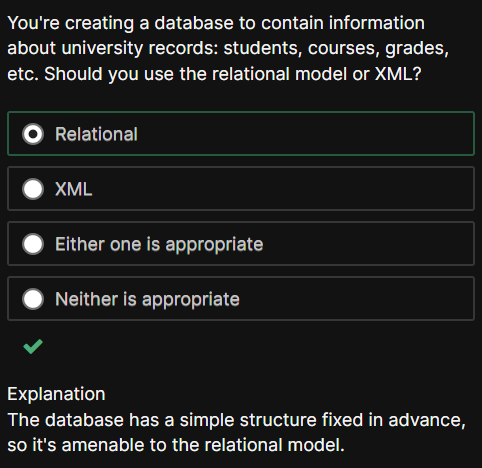 You're creating a database to contain information
about university records: students, courses, grades,
etc. Should you use the relational model or XML?
Relational
XML
Either one is appropriate
Neither is appropriate
Explanation
The database has a simple structure fixed in advance,
so it's amenable to the relational model.